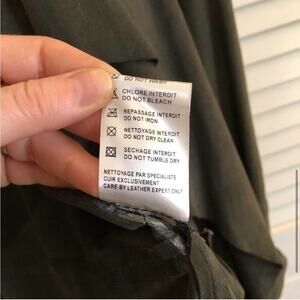 DO NOT WASH
CHLORE INTERDIT
DO NOT BLEACH
REPASSAGE INTERDIT
DO NOT IRON
NETTOYAGE INTERDIT
DO NOT DRY CLEAN
SÉCHAGE INTERDIT
DO NOT TUMBLE DRY
NETTOYAGE PAR SPECIALISTE
CUIR EXCLUSIVEMENT
CARE BY LEATHER EXPERT ONLY